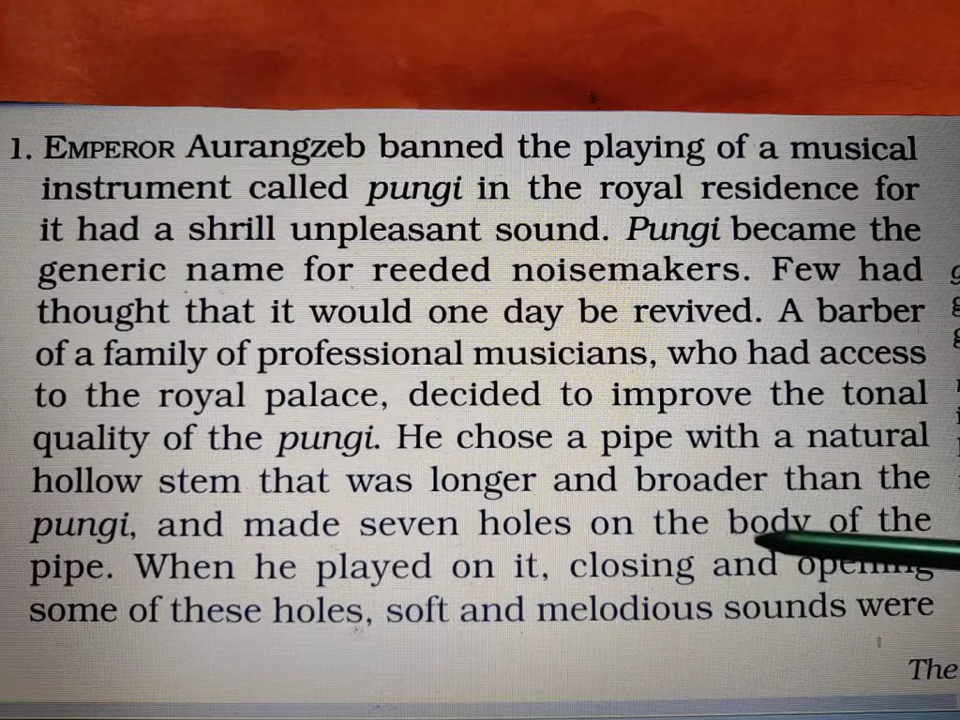 1. EMPEROR Aurangzeb banned the playing of a musical
instrument called pungi in the royal residence for
it had a shrill unpleasant sound. Pungi became the
generic name for reeded noisemakers. Few had
thought that it would one day be revived. A barber
of a family of professional musicians, who had access
to the royal palace, decided to improve the tonal
quality of the pungi. He chose a pipe with a natural
hollow stem that was longer and broader than the
pungi, and made seven holes on the body of the
pipe. When he played on it, closing and opening
some of these holes, soft and melodious sounds were
The